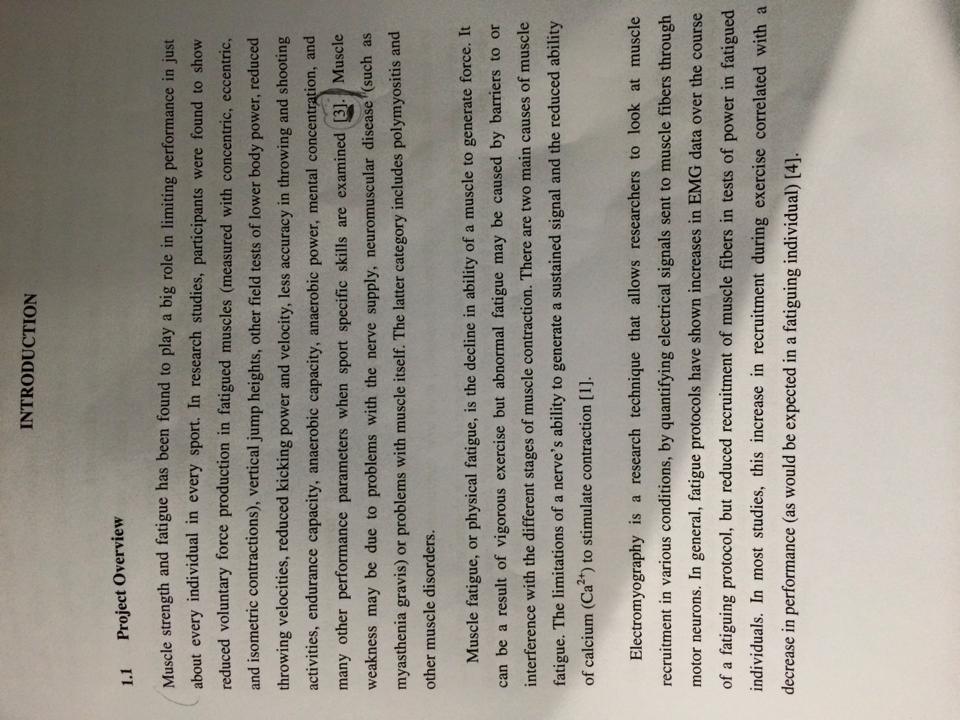 INTRODUCTION
1.1 Project Overview
Muscle strength and fatigue has been found to play a big role in limiting performance in just
about every individual in every sport. In research studies, participants were found to show
reduced voluntary force production in fatigued muscles (measured with concentric, eccentric,
and isometric contractions), vertical jump heights, other field tests of lower body power, reduced
throwing velocities, reduced kicking power and velocity, less accuracy in throwing and shooting
activities, endurance capacity, anaerobic capacity, anaerobic power, mental concentration, and
many other performance parameters when sport specific skills are examined [3]. Muscle
weakness may be due to problems with the nerve supply, neuromuscular disease (such as
myasthenia gravis) or problems with muscle itself. The latter category includes polymyositis and
other muscle disorders.
Muscle fatigue, or physical fatigue, is the decline in ability of a muscle to generate force. It
can be a result of vigorous exercise but abnormal fatigue may be caused by barriers to or
interference with the different stages of muscle contraction. There are two main causes of muscle
fatigue. The limitations of a nerve's ability to generate a sustained signal and the reduced ability
of calcium (Ca²⁺) to stimulate contraction [1].
Electromyography is a research technique that allows researchers to look at muscle
recruitment in various conditions, by quantifying electrical signals sent to muscle fibers through
motor neurons. In general, fatigue protocols have shown increases in EMG data over the course
of a fatiguing protocol, but reduced recruitment of muscle fibers in tests of power in fatigued
individuals. In most studies, this increase in recruitment during exercise correlated with a
decrease in performance (as would be expected in a fatiguing individual) [4].